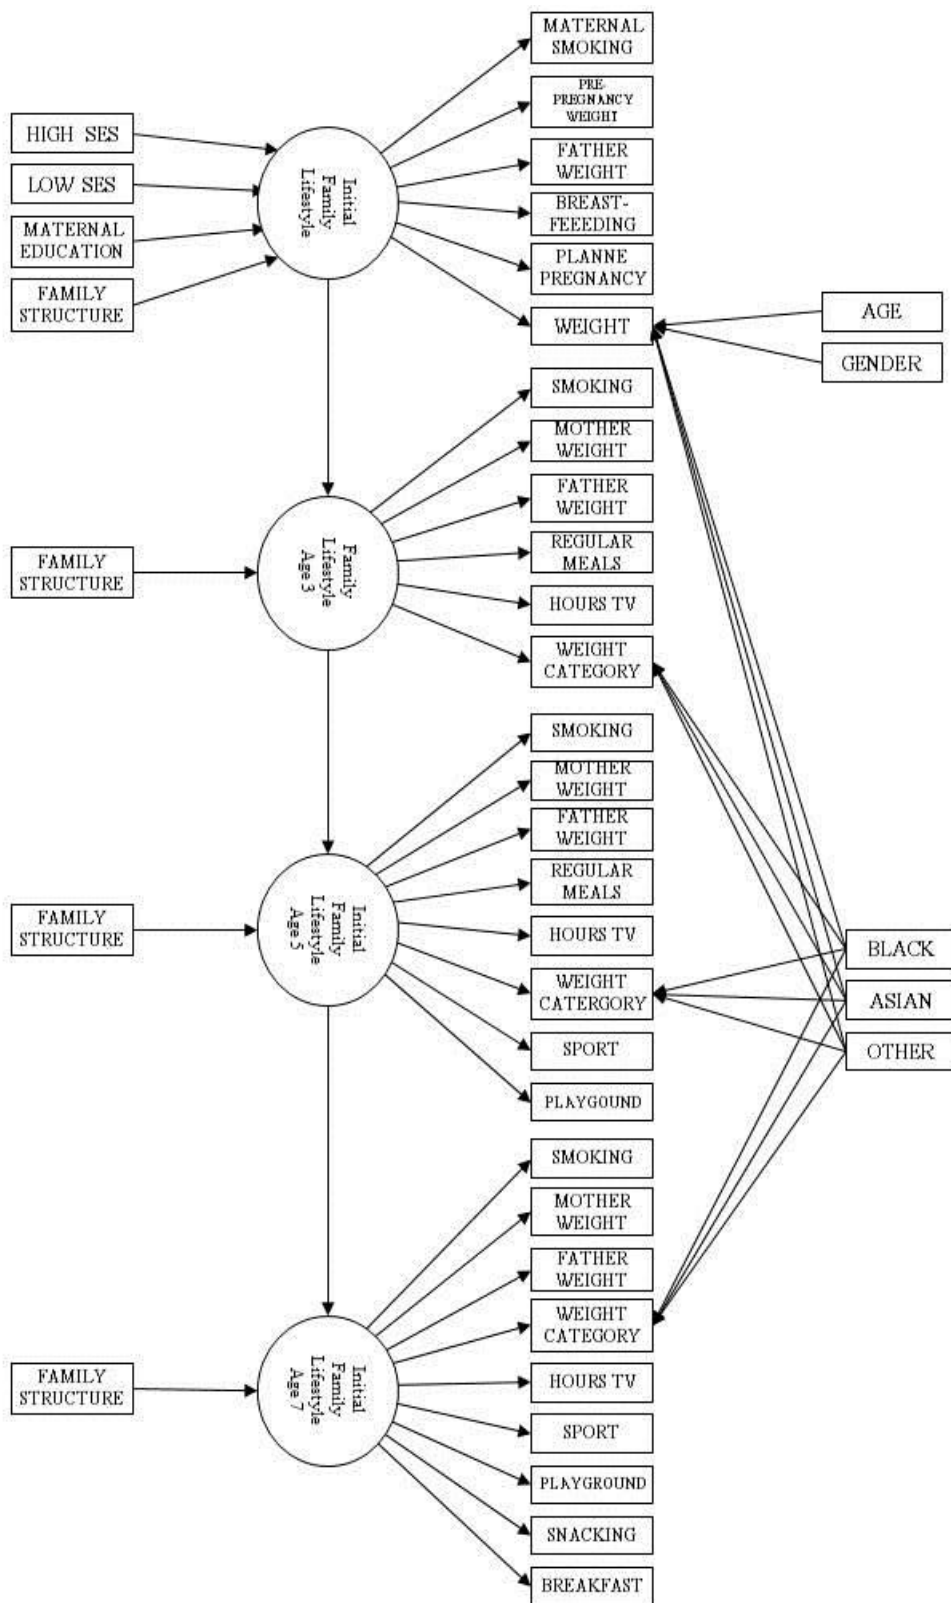 MATERNAL
SMOKING
PRE-
PREGNANCY
WEIGHT
FATHER
WEIGHT
BREAST-
FEEEDING
PLANNE
PREGNANCY
WEIGHT
HIGH SES
LOW SES
MATERNAL
EDUCATION
FAMILY
STRUCTURE
Initial
Family
Lifestyle
AGE
GENDER
SMOKING
MOTHER
WEIGHT
FATHER
WEIGHT
REGULAR
MEALS
HOURS TV
WEIGHT
CATEGORY
FAMILY
STRUCTURE
Family
Lifestyle
Age 3
SMOKING
MOTHER
WEIGHT
FATHER
WEIGHT
REGULAR
MEALS
HOURS TV
WEIGHT
CATERGORY
SPORT
PLAYGOUND
FAMILY
STRUCTURE
Initial
Family
Lifestyle
Age 5
BLACK
ASIAN
OTHER
SMOKING
MOTHER
WEIGHT
FATHER
WEIGHT
WEIGHT
CATEGORY
HOURS TV
SPORT
PLAYGROUND
SNACKING
BREAKFAST
FAMILY
STRUCTURE
Initial
Family
Lifestyle
Age 7